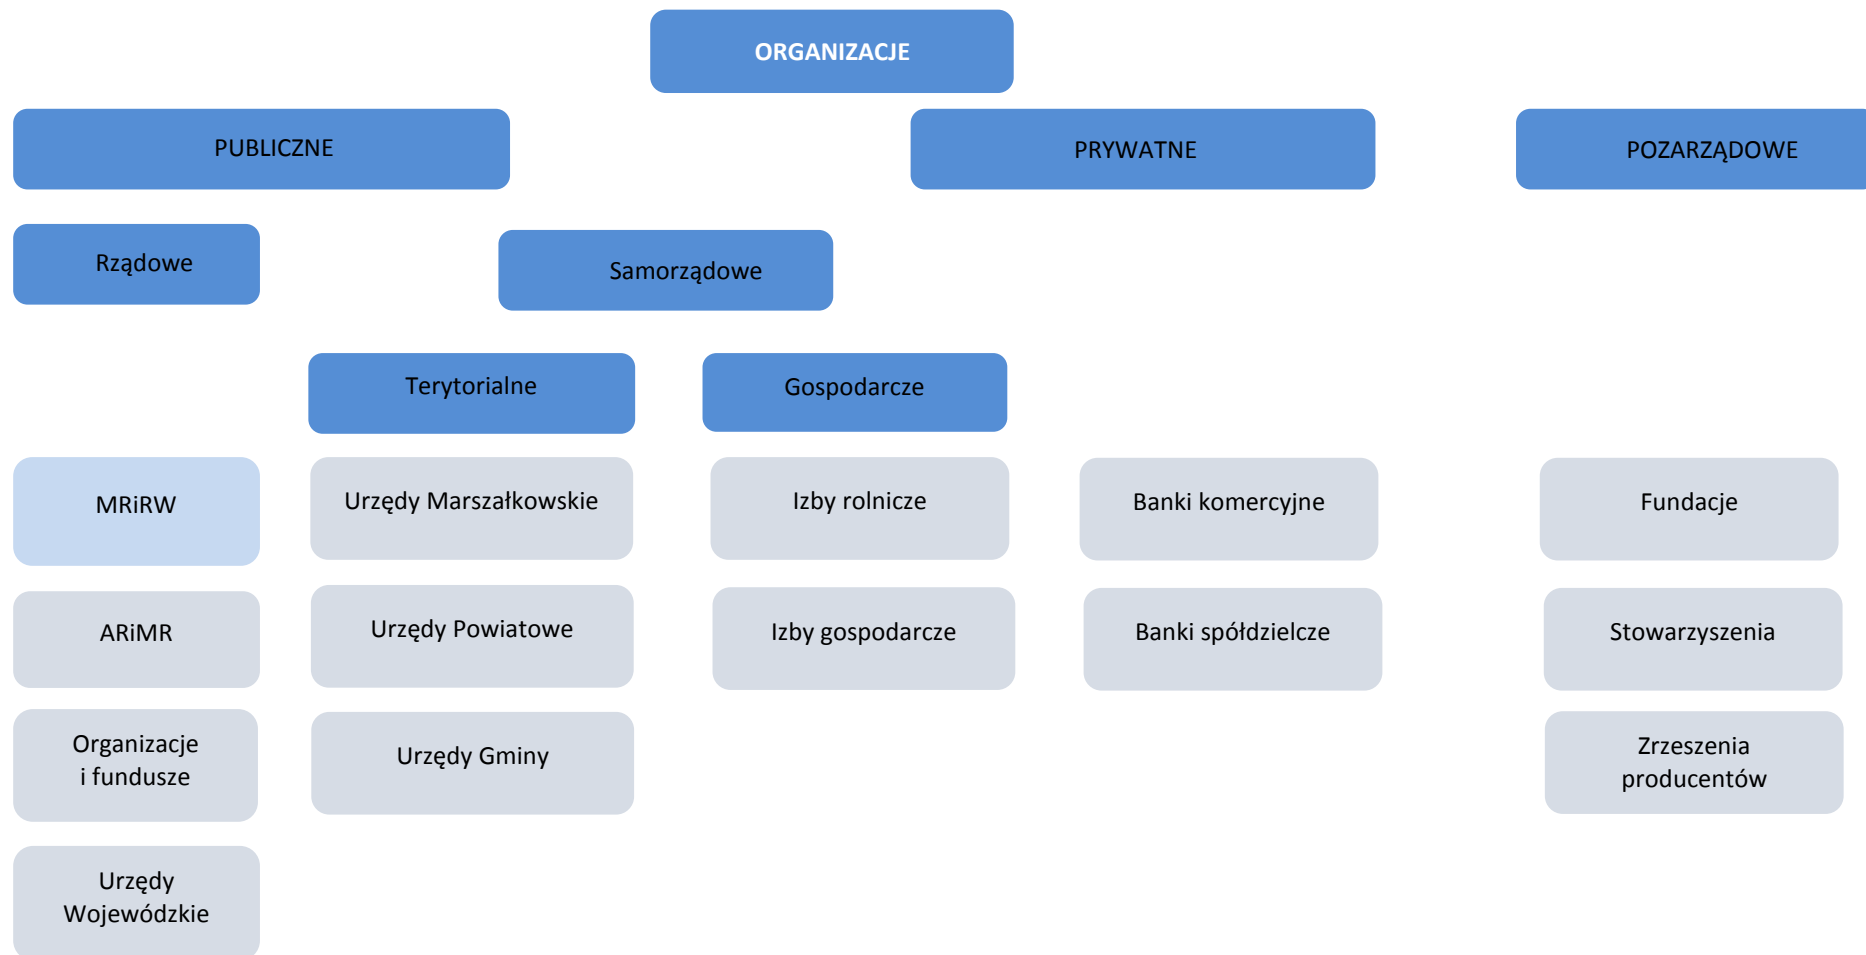 ORGANIZACJE
PUBLICZNE
PRYWATNE
POZARZĄDOWE
Rządowe
Samorządowe
Terytorialne
Gospodarcze
MRiRW
Urzędy Marszałkowskie
Izby rolnicze
Banki komercyjne
Fundacje
ARiMR
Urzędy Powiatowe
Izby gospodarcze
Banki spółdzielcze
Stowarzyszenia
Organizacje
i fundusze
Urzędy Gminy
Zrzeszenia
producentów
Urzędy
Wojewódzkie